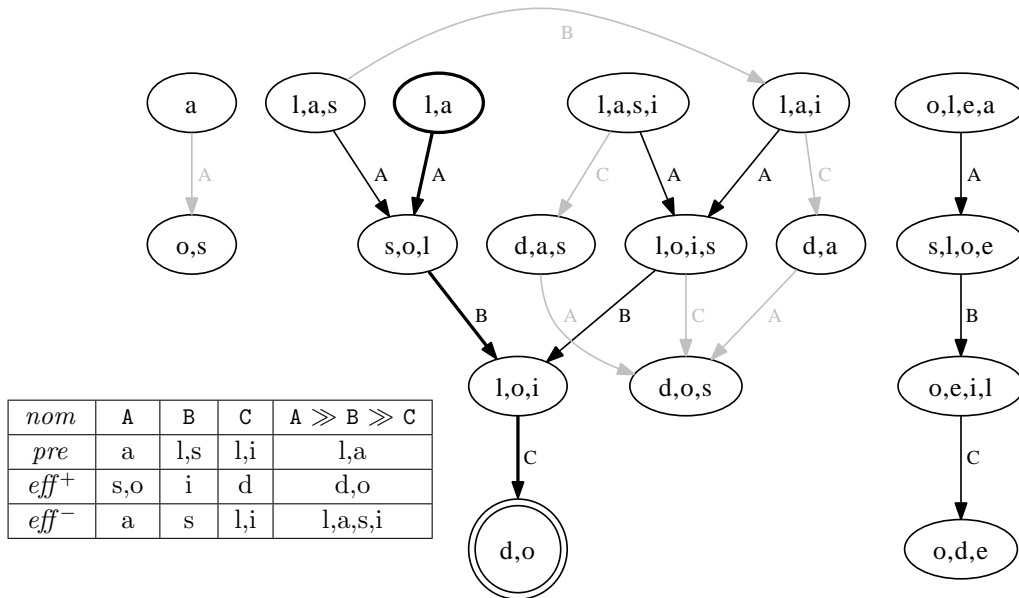 B
a
l,a,s
l,a
l,a,s,i
l,a,i
o,l,e,a
A
A
A
C
A
A
C
A
o,s
s,o,l
d,a,s
l,o,i,s
d,a
s,l,o,e
B
A
B
C
A
B
l,o,i
d,o,s
o,e,i,l
nom A B C A ≫ B ≫ C
pre a l,s l,i l,a
eff+ s,o i d d,o
eff− a s l,i l,a,s,i
C
C
d,o
o,d,e